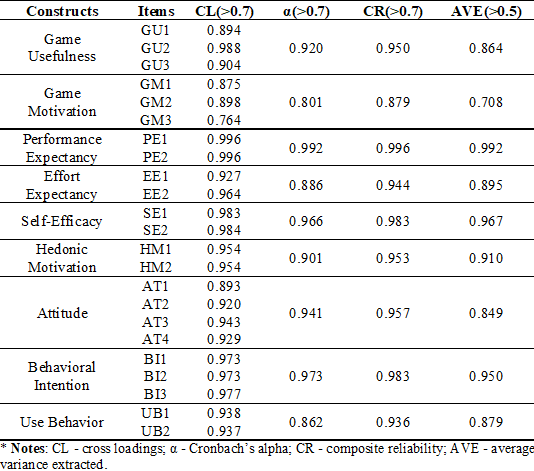 Constructs Items CL(>0.7) α(>0.7) CR(>0.7) AVE(>0.5)
Game Usefulness GU1 0.894 0.920 0.950 0.864
GU2 0.988
GU3 0.904
Game Motivation GM1 0.875 0.801 0.879 0.708
GM2 0.898
GM3 0.764
Performance Expectancy PE1 0.996 0.992 0.996 0.992
PE2 0.996
Effort Expectancy EE1 0.927 0.886 0.944 0.895
EE2 0.964
Self-Efficacy SE1 0.983 0.966 0.983 0.967
SE2 0.984
Hedonic Motivation HM1 0.954 0.901 0.953 0.910
HM2 0.954
Attitude AT1 0.893 0.941 0.957 0.849
AT2 0.920
AT3 0.943
AT4 0.929
Behavioral Intention BI1 0.973 0.973 0.983 0.950
BI2 0.973
BI3 0.977
Use Behavior UB1 0.938 0.862 0.936 0.879
UB2 0.937
* Notes: CL - cross loadings; α - Cronbach's alpha; CR - composite reliability; AVE - average
variance extracted.